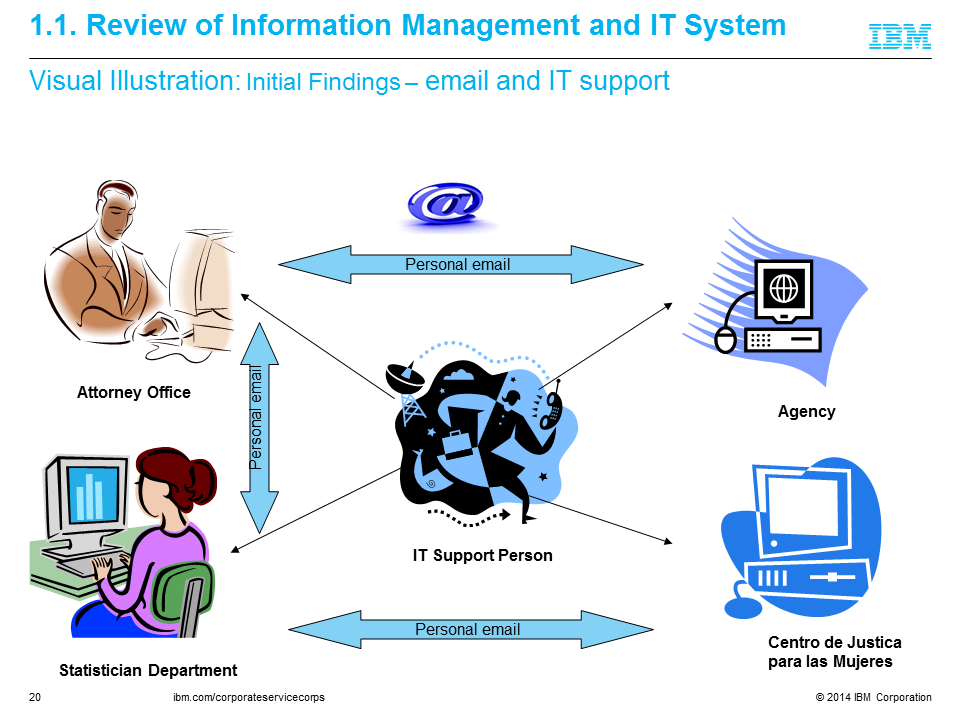 1.1. Review of Information Management and IT System
IBM
Visual Illustration: Initial Findings – email and IT support
@
Personal email
Attorney Office
Personal email
Agency
IT Support Person
Personal email
Centro de Justica
para las Mujeres
Statistician Department
20
ibm.com/corporateservicecorps
© 2014 IBM Corporation